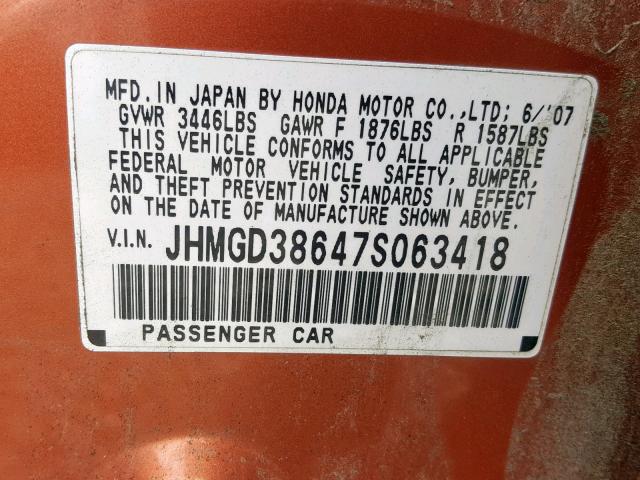 MFD. IN JAPAN BY HONDA MOTOR CO., LTD; 6/'07
GVWR 3446LBS GAWR F 1876LBS R 1587LBS
THIS VEHICLE CONFORMS TO ALL APPLICABLE
FEDERAL MOTOR VEHICLE SAFETY, BUMPER,
AND THEFT PREVENTION STANDARDS IN EFFECT
ON THE DATE OF MANUFACTURE SHOWN ABOVE.
V.I.N. JHMGD38647S063418
PASSENGER CAR